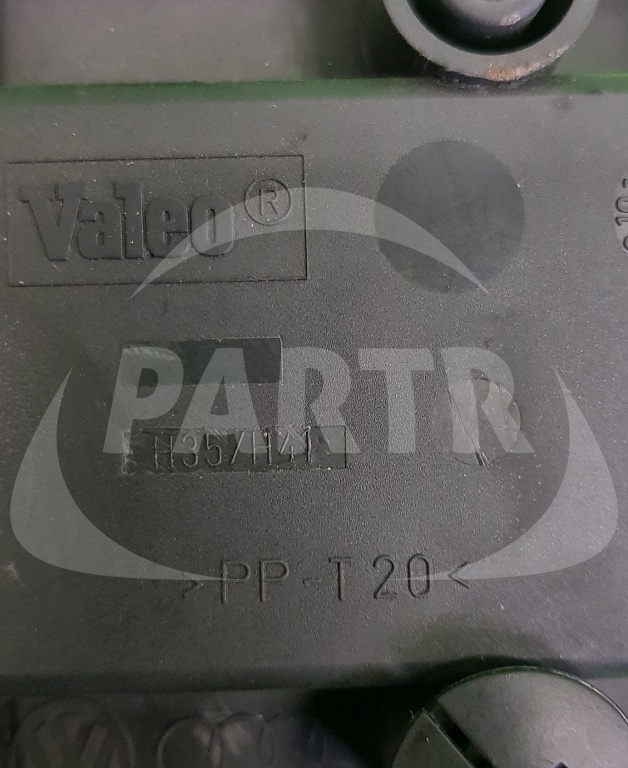 Valeo®
PARTR
H35/H41
>PP-T20<